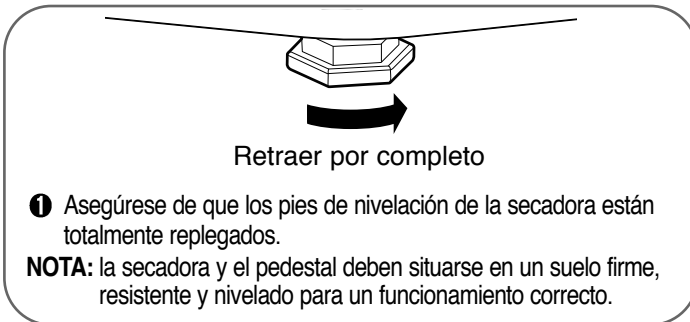 Retraer por completo
❶ Asegúrese de que los pies de nivelación de la secadora están
totalmente replegados.
NOTA: la secadora y el pedestal deben situarse en un suelo firme,
resistente y nivelado para un funcionamiento correcto.